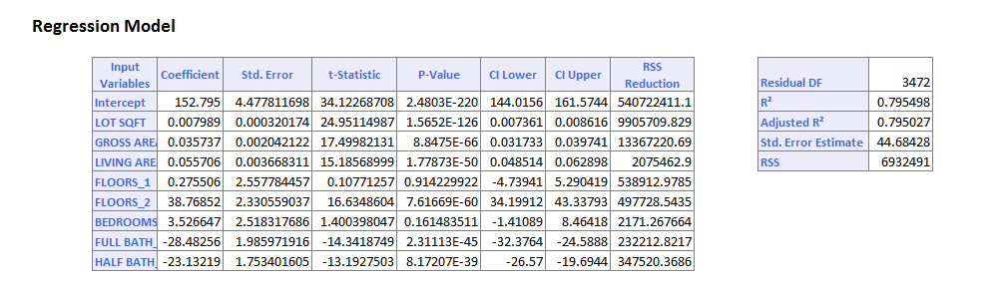 Regression Model
Input Variables Coefficient Std. Error t-Statistic P-Value CI Lower CI Upper RSS Reduction
Intercept 152.795 4.477811698 34.12268708 2.4803E-220 144.0156 161.5744 540722411.1
LOT SQFT 0.007989 0.000320174 24.95114987 1.5652E-126 0.007361 0.008616 9905709.829
GROSS ARE 0.035737 0.002042122 17.49982131 8.8475E-66 0.031733 0.039741 13367220.69
LIVING ARE 0.055706 0.003668311 15.18568999 1.77873E-50 0.048514 0.062898 2075462.9
FLOORS_1 0.275506 2.557784457 0.10771257 0.914229922 -4.73941 5.290419 538912.9785
FLOORS_2 38.76852 2.330559037 16.6348604 7.61669E-60 34.19912 43.33793 497728.5435
BEDROOMS 3.526647 2.518317686 1.400398047 0.161483511 -1.41089 8.46418 2171.267664
FULL BATH_ -28.48256 1.985971916 -14.3418749 2.31113E-45 -32.3764 -24.5888 232212.8217
HALF BATH_ -23.13219 1.753401605 -13.1927503 8.17207E-39 -26.57 -19.6944 347520.3686
Residual DF 3472
R² 0.795498
Adjusted R² 0.795027
Std. Error Estimate 44.68428
RSS 6932491